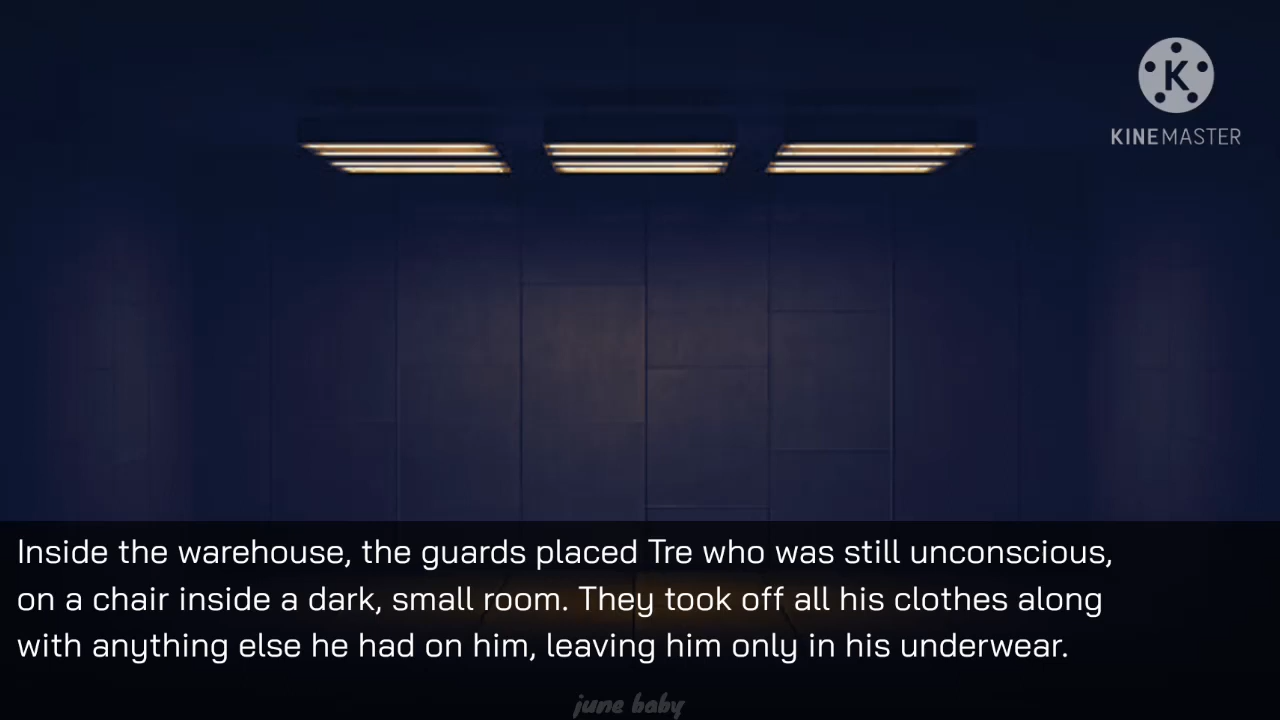 K
KINEMASTER
Inside the warehouse, the guards placed Tre who was still unconscious,
on a chair inside a dark, small room. They took off all his clothes along
with anything else he had on him, leaving him only in his underwear.
june baby